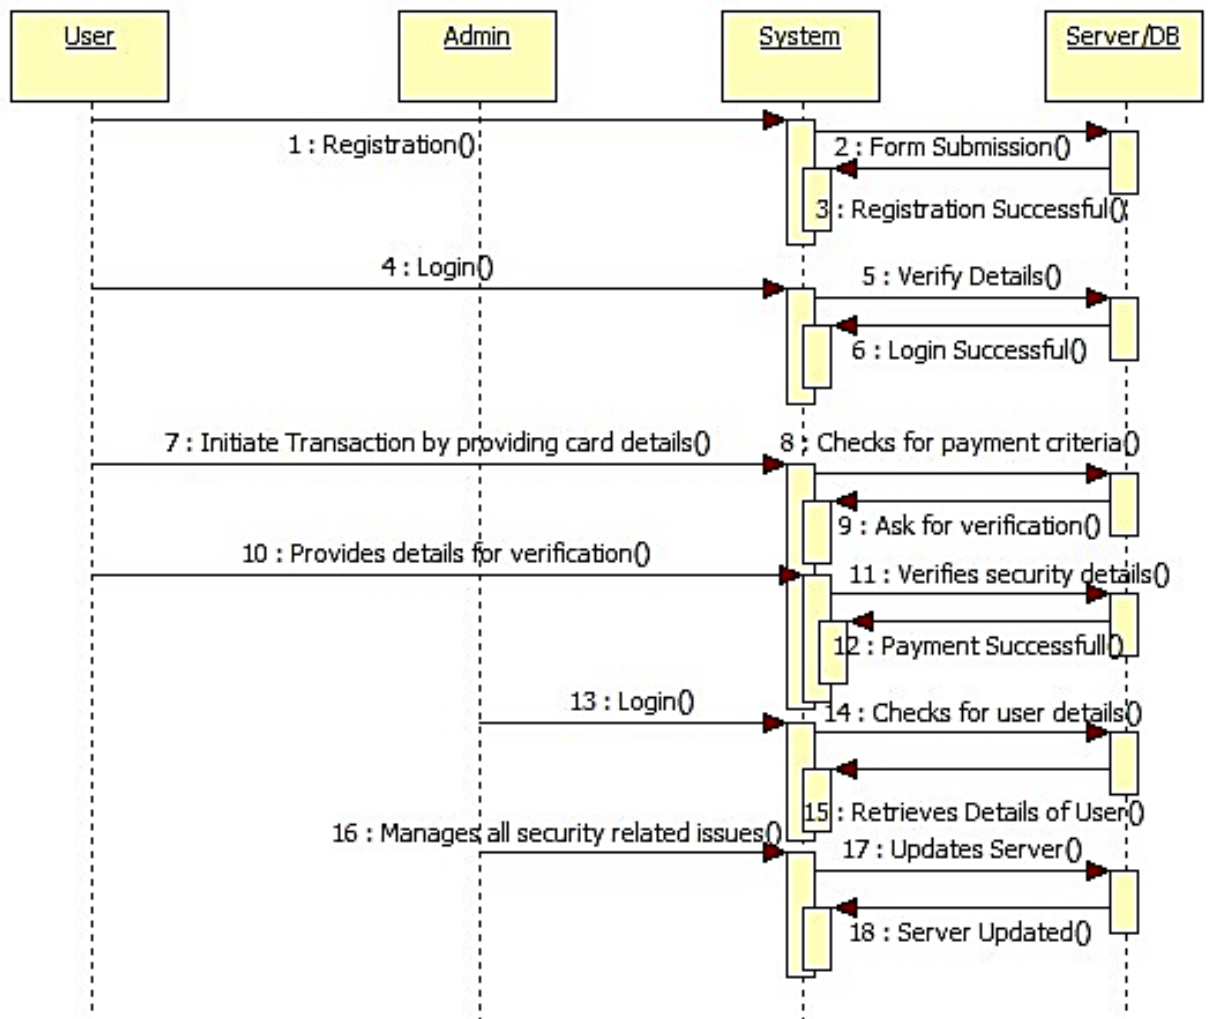 User
Admin
System
Server/DB
1 : Registration()
2 : Form Submission()
3 : Registration Successful()
4 : Login()
5 : Verify Details()
6 : Login Successful()
7 : Initiate Transaction by providing card details()
8 : Checks for payment criteria()
9 : Ask for verification()
10 : Provides details for verification()
11 : Verifies security details()
12 : Payment Successfull()
13 : Login()
14 : Checks for user details()
15 : Retrieves Details of User()
16 : Manages all security related issues()
17 : Updates Server()
18 : Server Updated()